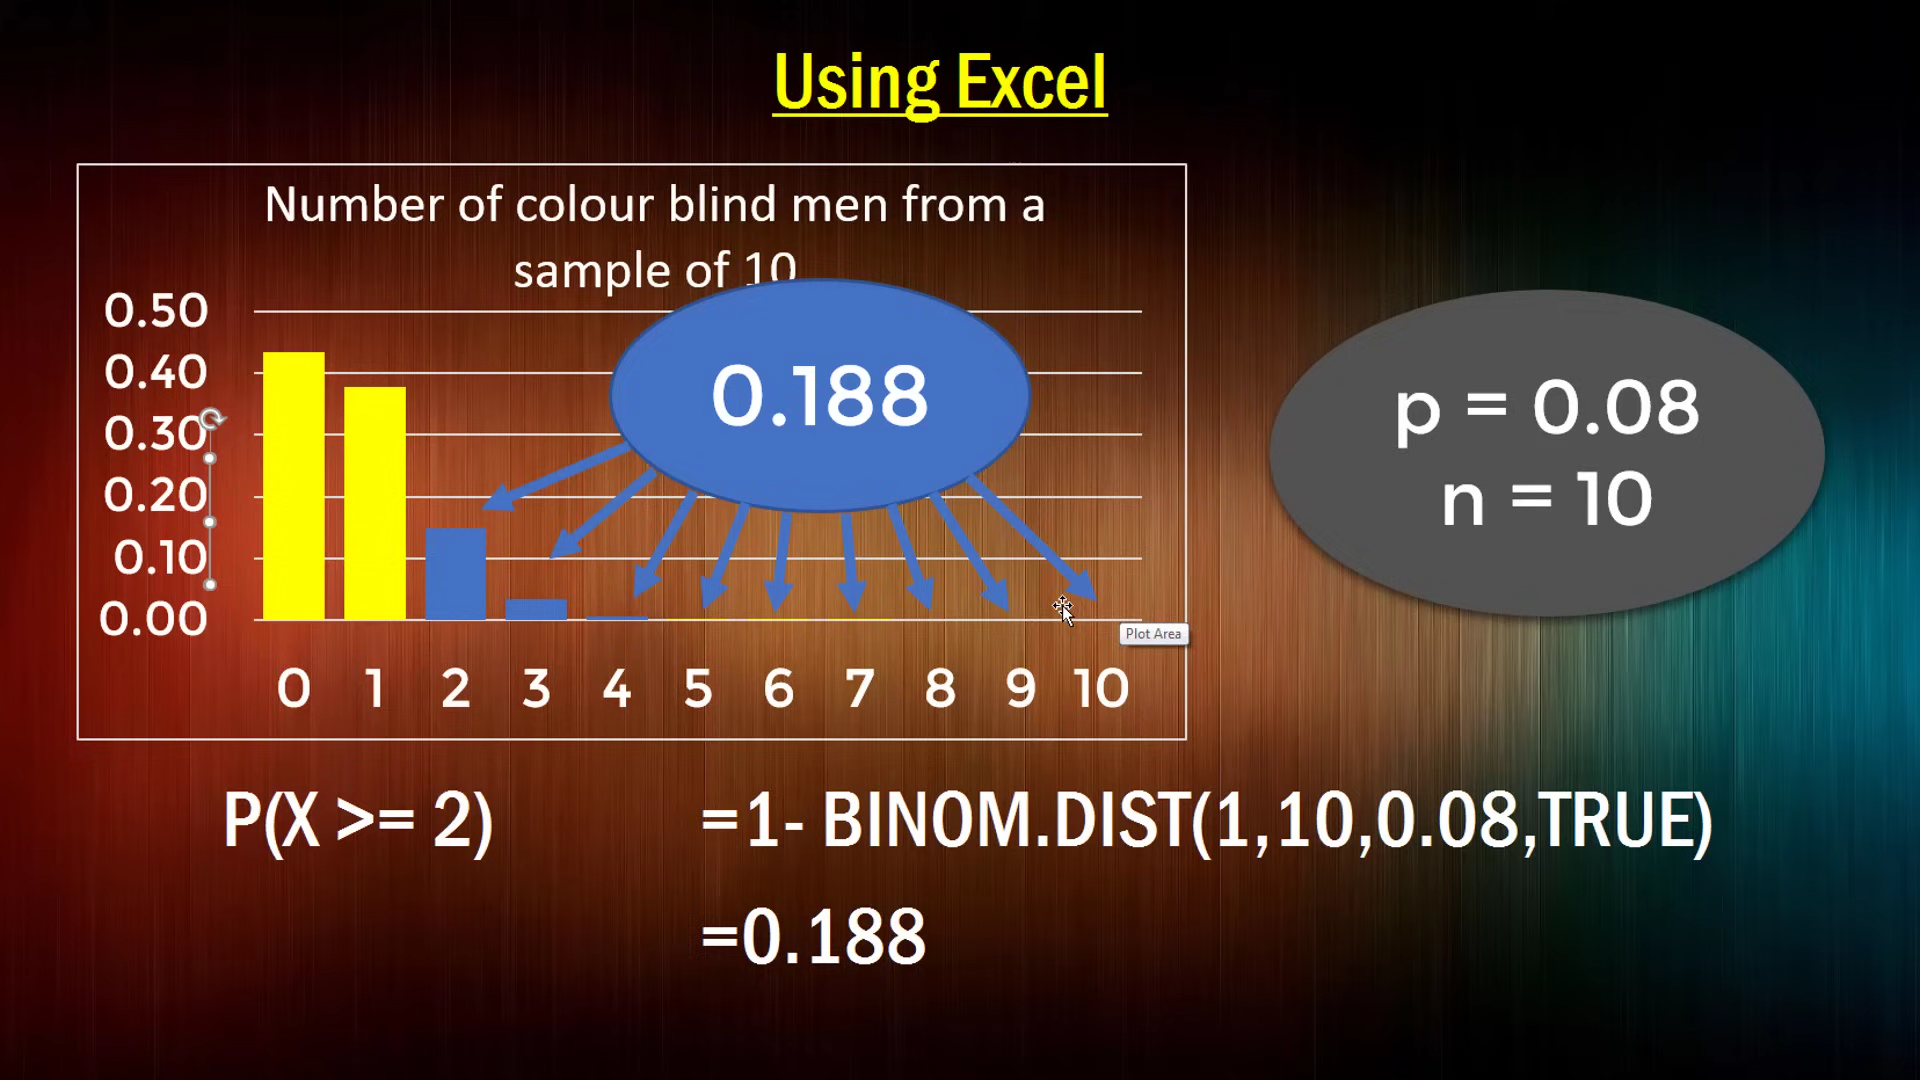 Using Excel
Number of colour blind men from a
sample of 10
0.50
0.40
0.30
0.20
0.10
0.00
0.188
p = 0.08
n = 10
Plot Area
0 1 2 3 4 5 6 7 8 9 10
P(X >= 2) =1- BINOM.DIST(1,10,0.08,TRUE)
=0.188